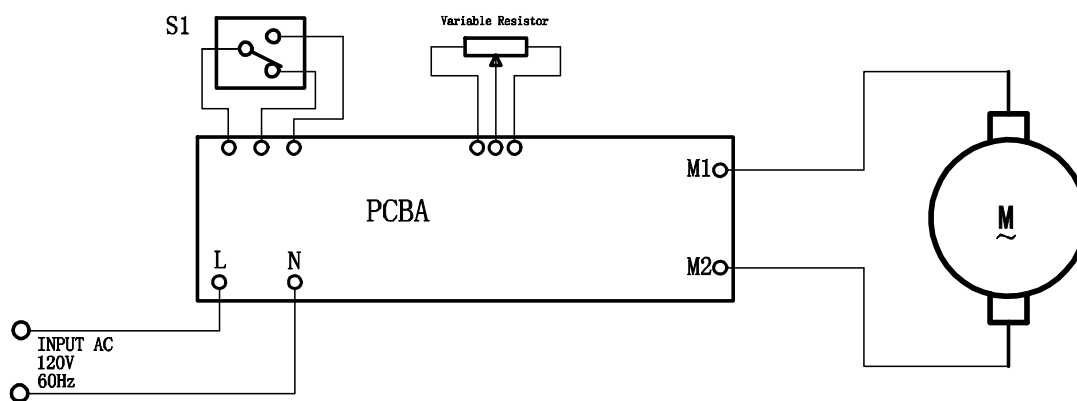 S1
Variable Resistor
M1
PCBA
M
~
L
N
M2
INPUT AC
120V
60Hz